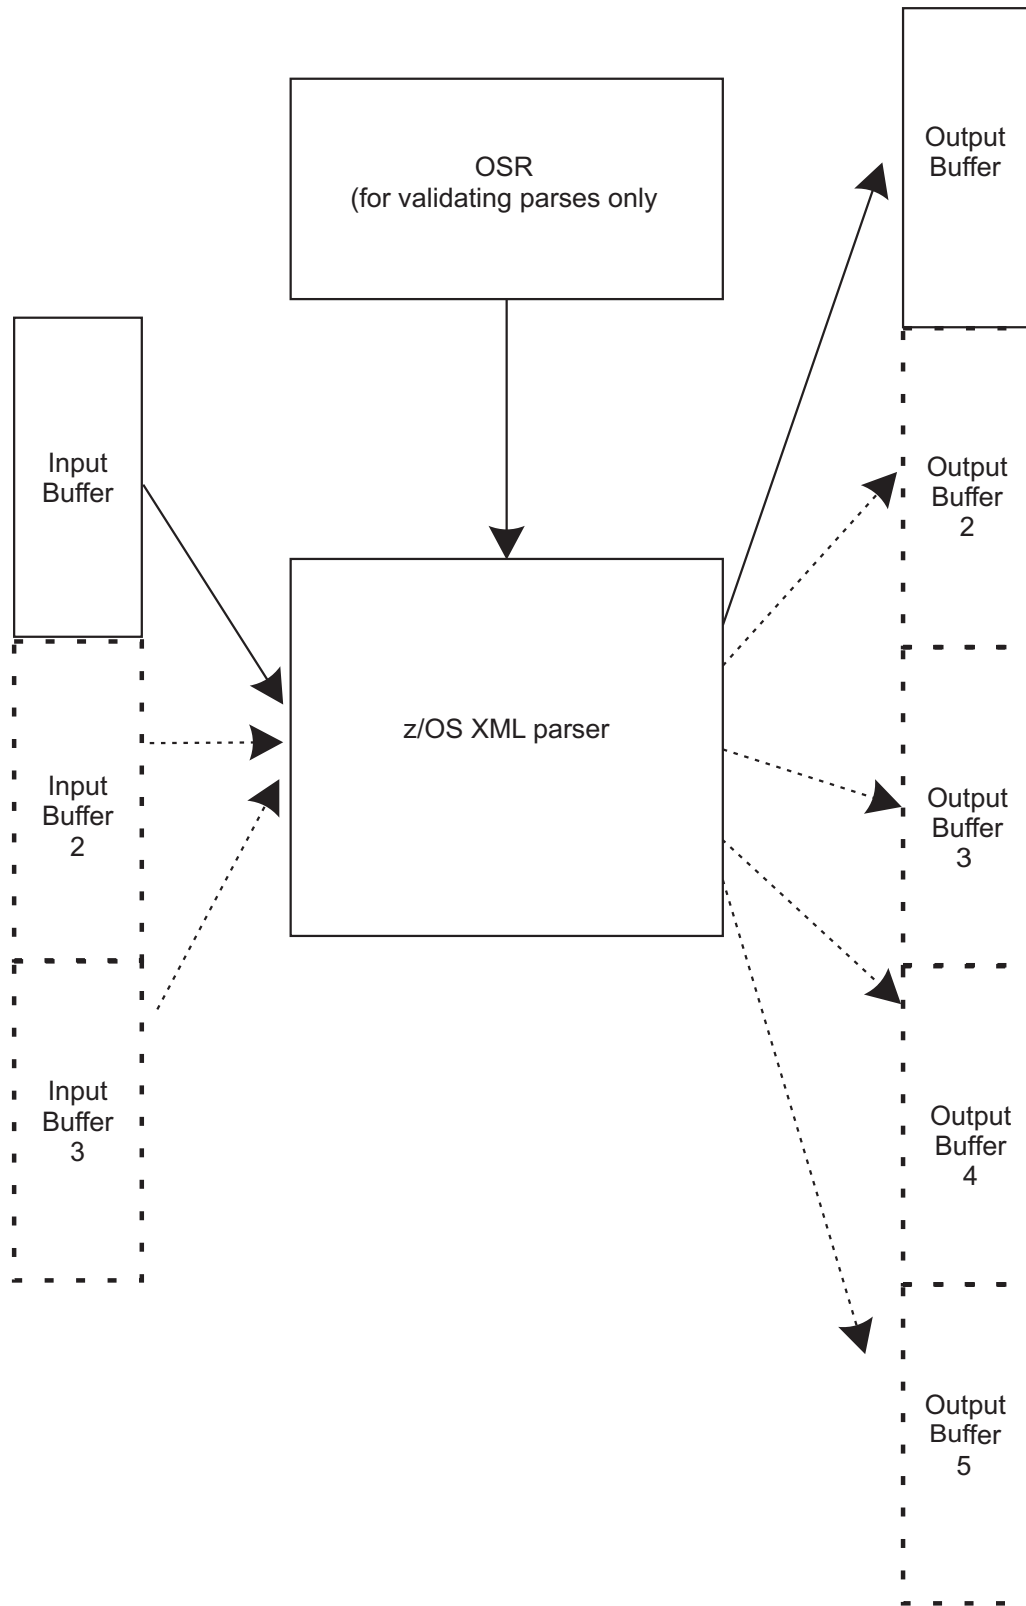 OSR
(for validating parses only
Input
Buffer
Input
Buffer
2
Input
Buffer
3
z/OS XML parser
Output
Buffer
Output
Buffer
2
Output
Buffer
3
Output
Buffer
4
Output
Buffer
5